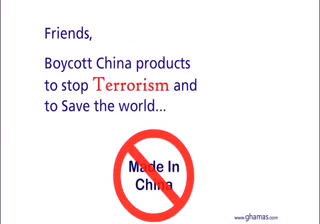 Friends,
Boycott China products
to stop Terrorism and
to Save the world...
Made In
China
www.ghamas.com